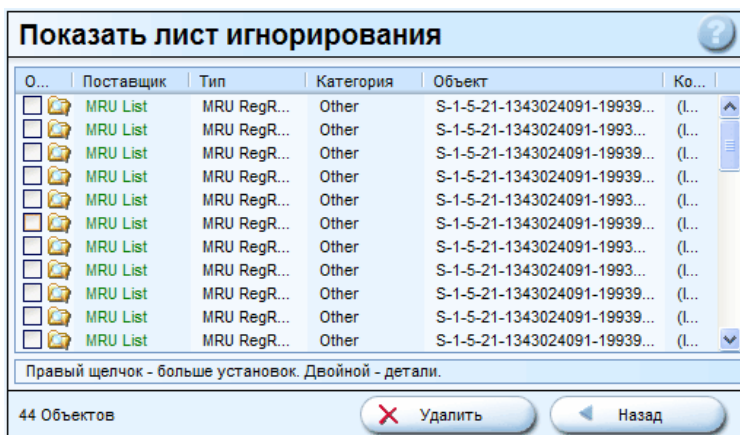 Показать лист игнорирования
?
О... Поставщик Тип Категория Объект Ко...
MRU List MRU RegR... Other S-1-5-21-1343024091-19939... (I...
MRU List MRU RegR... Other S-1-5-21-1343024091-1993... (I...
MRU List MRU RegR... Other S-1-5-21-1343024091-19939... (I...
MRU List MRU RegR... Other S-1-5-21-1343024091-19939... (I...
MRU List MRU RegR... Other S-1-5-21-1343024091-19939... (I...
MRU List MRU RegR... Other S-1-5-21-1343024091-19939... (I...
MRU List MRU RegR... Other S-1-5-21-1343024091-1993... (I...
MRU List MRU RegR... Other S-1-5-21-1343024091-1993... (I...
MRU List MRU RegR... Other S-1-5-21-1343024091-19939... (I...
MRU List MRU RegR... Other S-1-5-21-1343024091-19939... (I...
MRU List MRU RegR... Other S-1-5-21-1343024091-19939... (I...
Правый щелчок - больше установок. Двойной - детали.
44 Объектов Удалить Назад